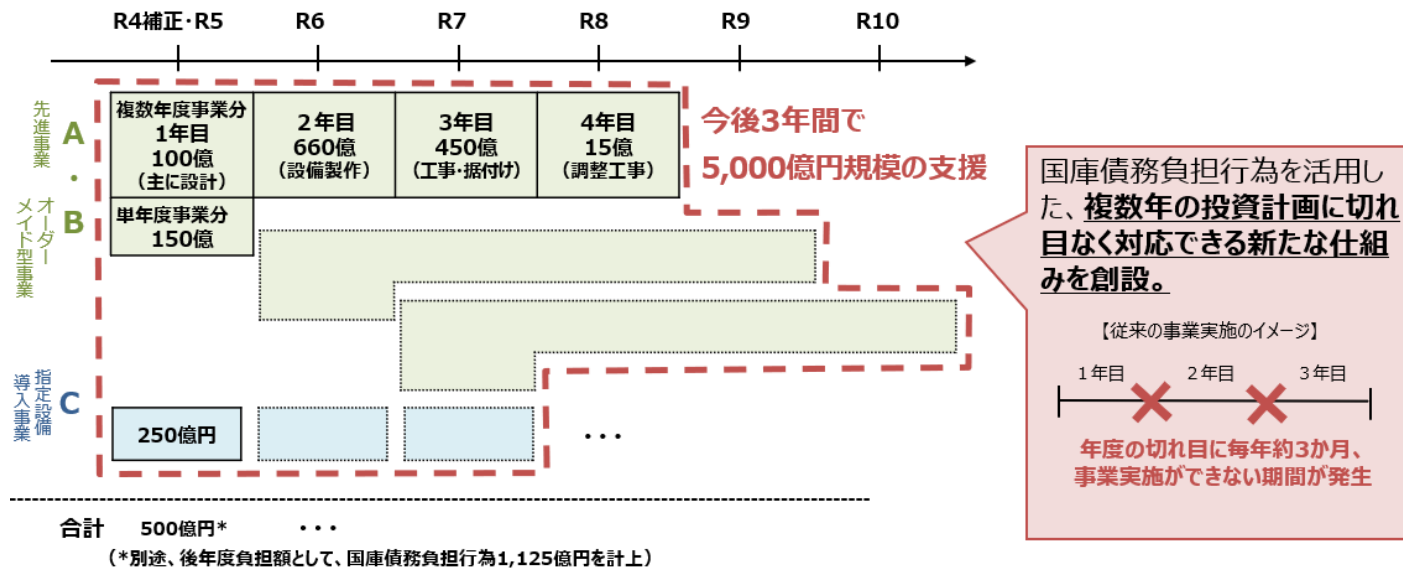 R4補正・R5
R6
R7
R8
R9
R10
先進事業
A
・
B
オーダー
メイド型事業
複数年度事業分
1年目
100億
(主に設計)
2年目
660億
(設備製作)
3年目
450億
(工事・据付け)
4年目
15億
(調整工事)
単年度事業分
150億
今後3年間で
5,000億円規模の支援
指定設備
導入事業
C
250億円
・・・
合計
500億円*
・・・
(*別途、後年度負担額として、国庫債務負担行為1,125億円を計上)
国庫債務負担行為を活用し
た、複数年の投資計画に切れ
目なく対応できる新たな仕組
みを創設。
【従来の事業実施のイメージ】
1年目
2年目
3年目
年度の切れ目に毎年約3か月、
事業実施ができない期間が発生